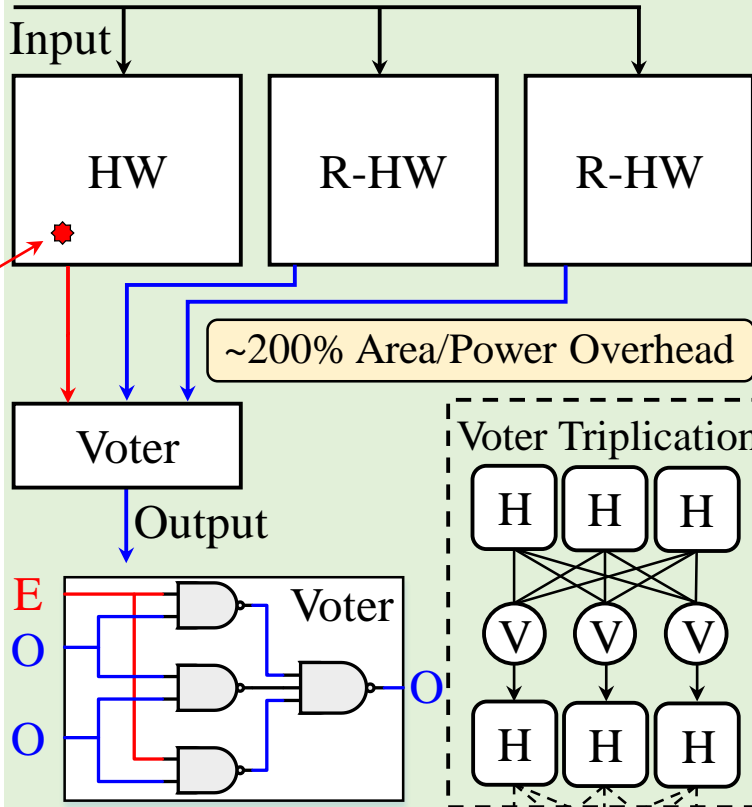 Input
HW
R-HW
R-HW
~200% Area/Power Overhead
Voter
Output
Voter Triplication
H H H
V V V
H H H
Voter
E
O
O
O